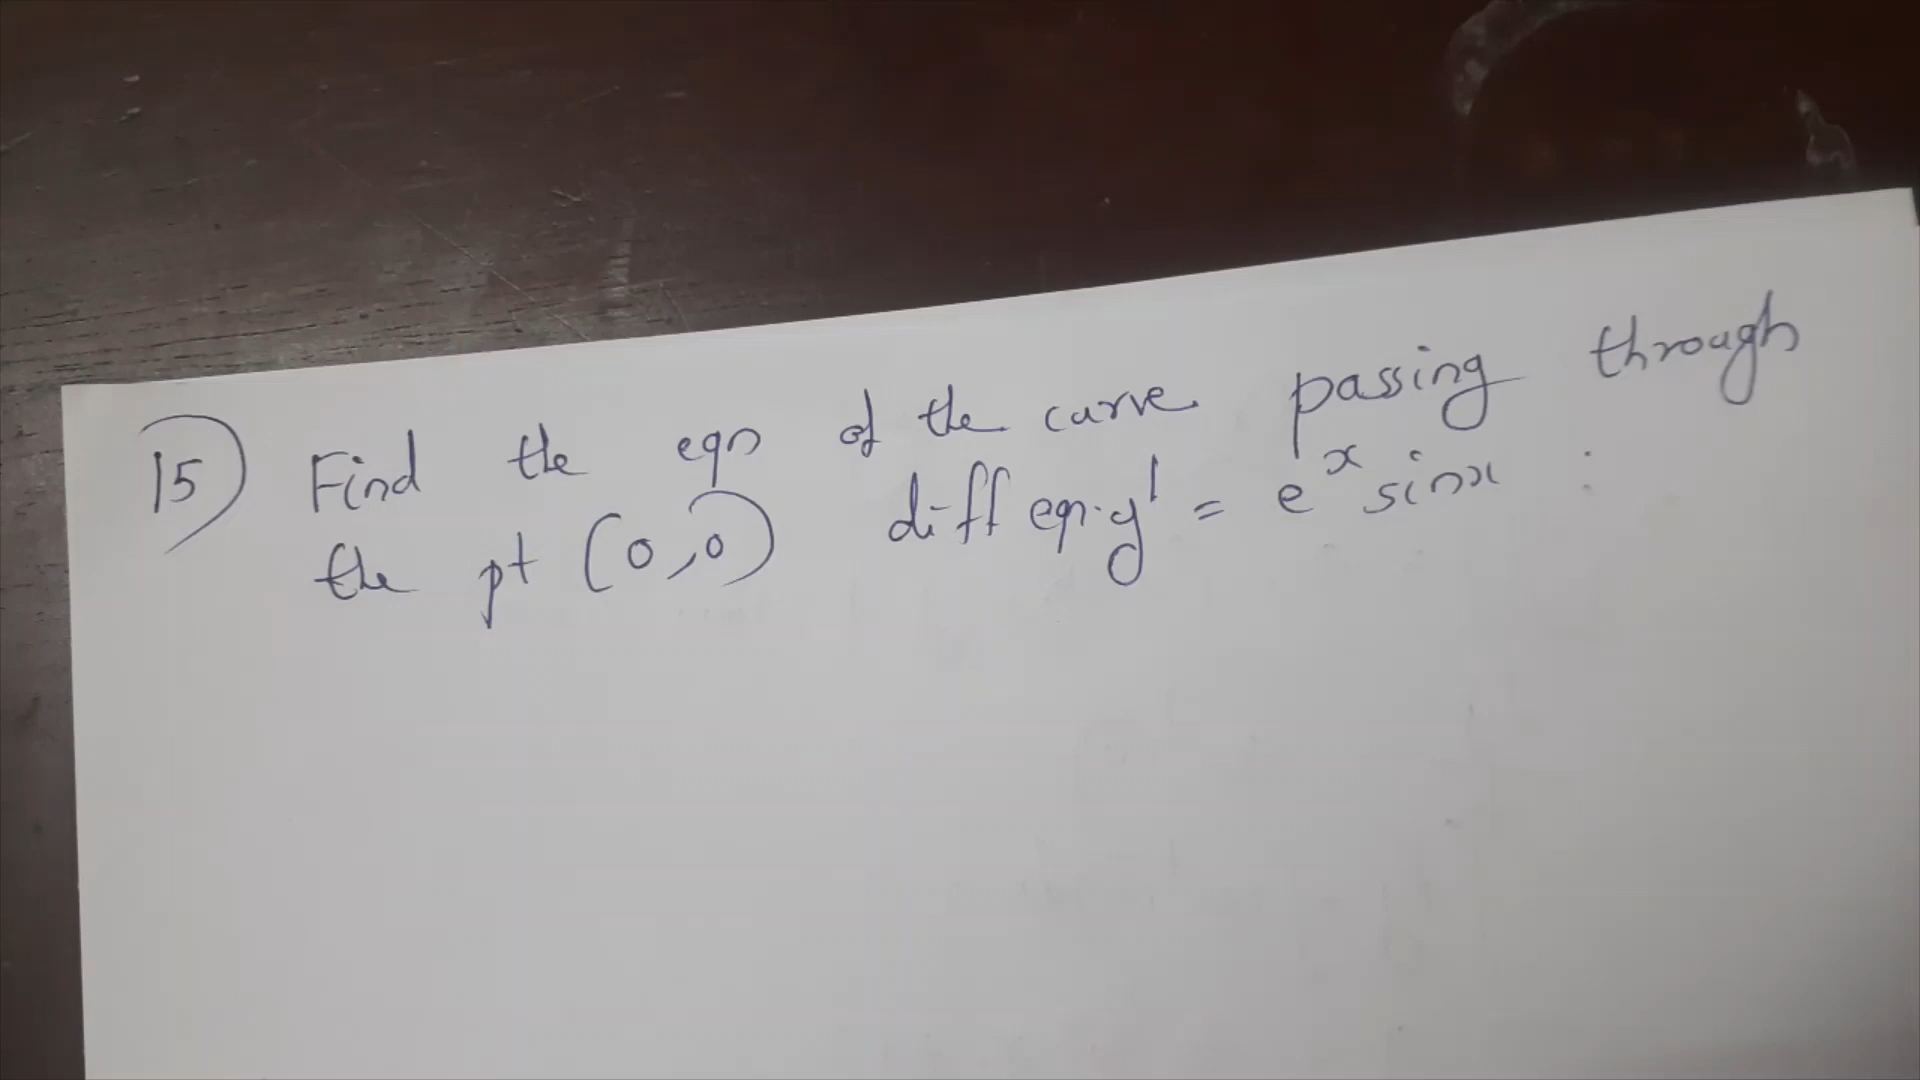 15) Find the eqn of the curve passing through
the pt (0,0) diff eqn. y' = e^x sinx :